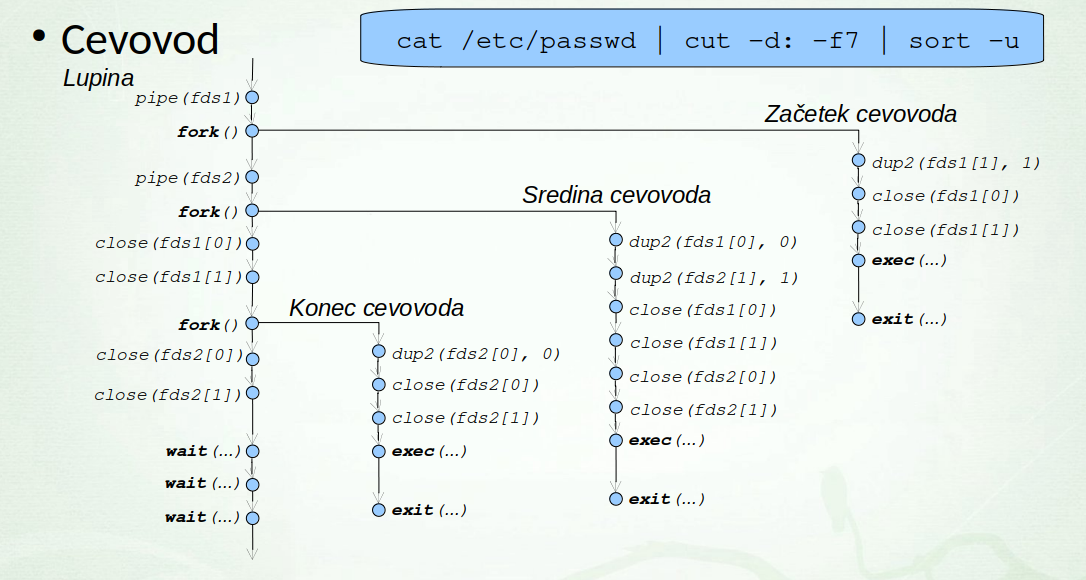 • Cevovod
cat /etc/passwd | cut –d: –f7 | sort –u
Lupina
pipe(fds1)
fork()
pipe(fds2)
fork()
close(fds1[0])
close(fds1[1])
fork()
close(fds2[0])
close(fds2[1])
wait(...)
wait(...)
wait(...)
Konec cevovoda
dup2(fds2[0], 0)
close(fds2[0])
close(fds2[1])
exec(...)
exit(...)
Sredina cevovoda
dup2(fds1[0], 0)
dup2(fds2[1], 1)
close(fds1[0])
close(fds1[1])
close(fds2[0])
close(fds2[1])
exec(...)
exit(...)
Začetek cevovoda
dup2(fds1[1], 1)
close(fds1[0])
close(fds1[1])
exec(...)
exit(...)